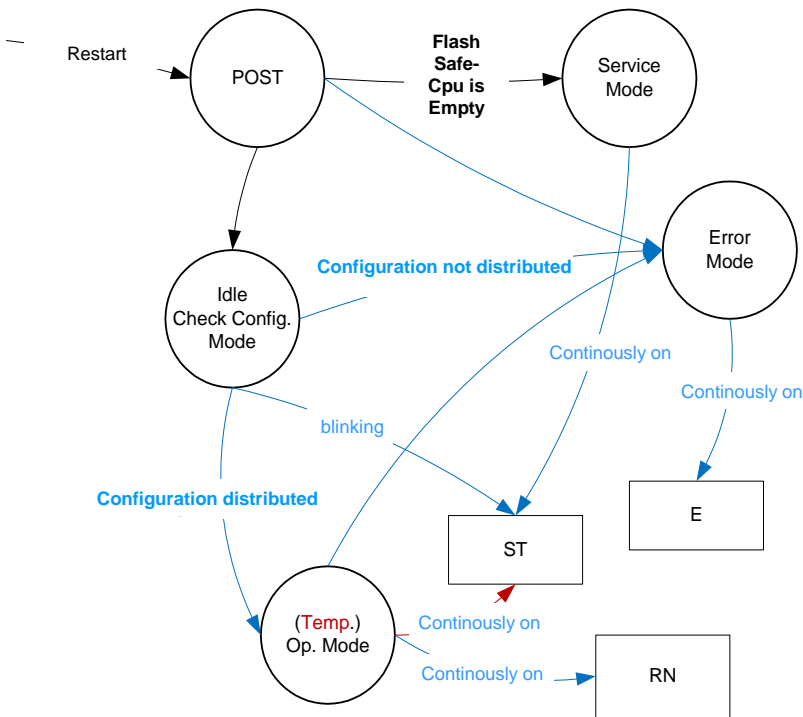 Restart
POST
Flash
Safe-
Cpu is
Empty
Service
Mode
Error
Mode
Configuration not distributed
Idle
Check Config.
Mode
Continously on
Continously on
blinking
Configuration distributed
E
ST
(Temp.)
Op. Mode
Continously on
Continously on
RN